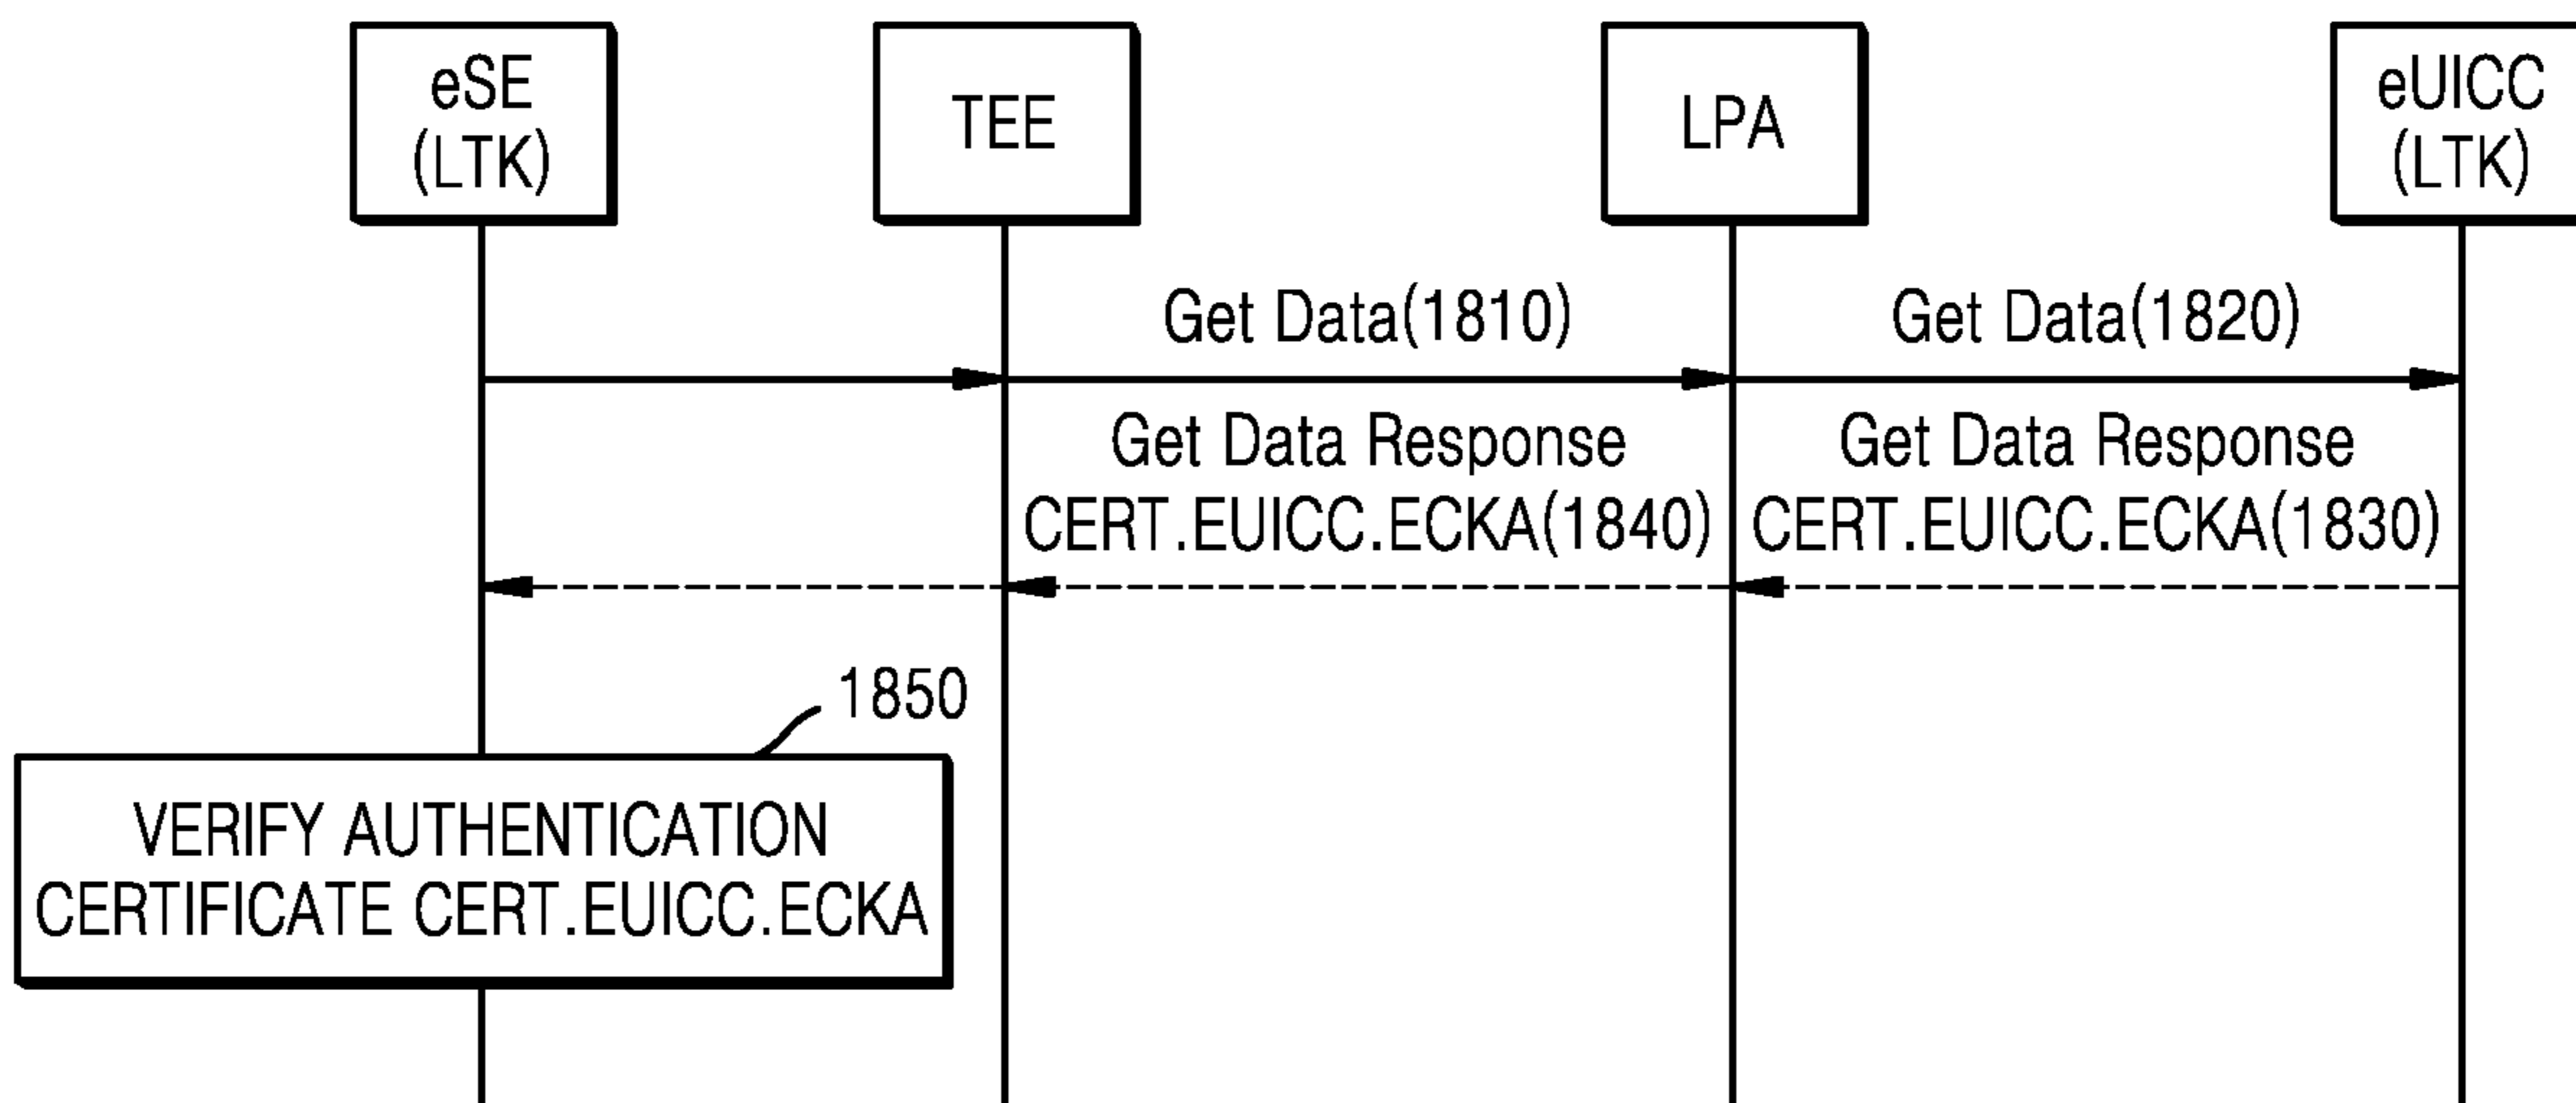 eSE
(LTK)
TEE
LPA
eUICC
(LTK)
Get Data(1810)
Get Data(1820)
Get Data Response
CERT.EUICC.ECKA(1840)
Get Data Response
CERT.EUICC.ECKA(1830)
1850
VERIFY AUTHENTICATION
CERTIFICATE CERT.EUICC.ECKA